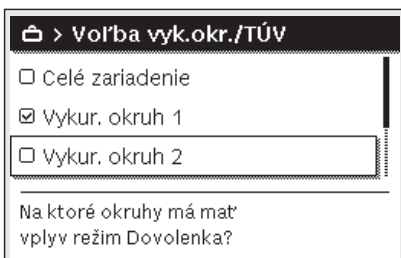 > Voľba vyk.okr./TÚV
Celé zariadenie
Vykur. okruh 1
Vykur. okruh 2
Na ktoré okruhy má mať
vplyv režim Dovolenka?